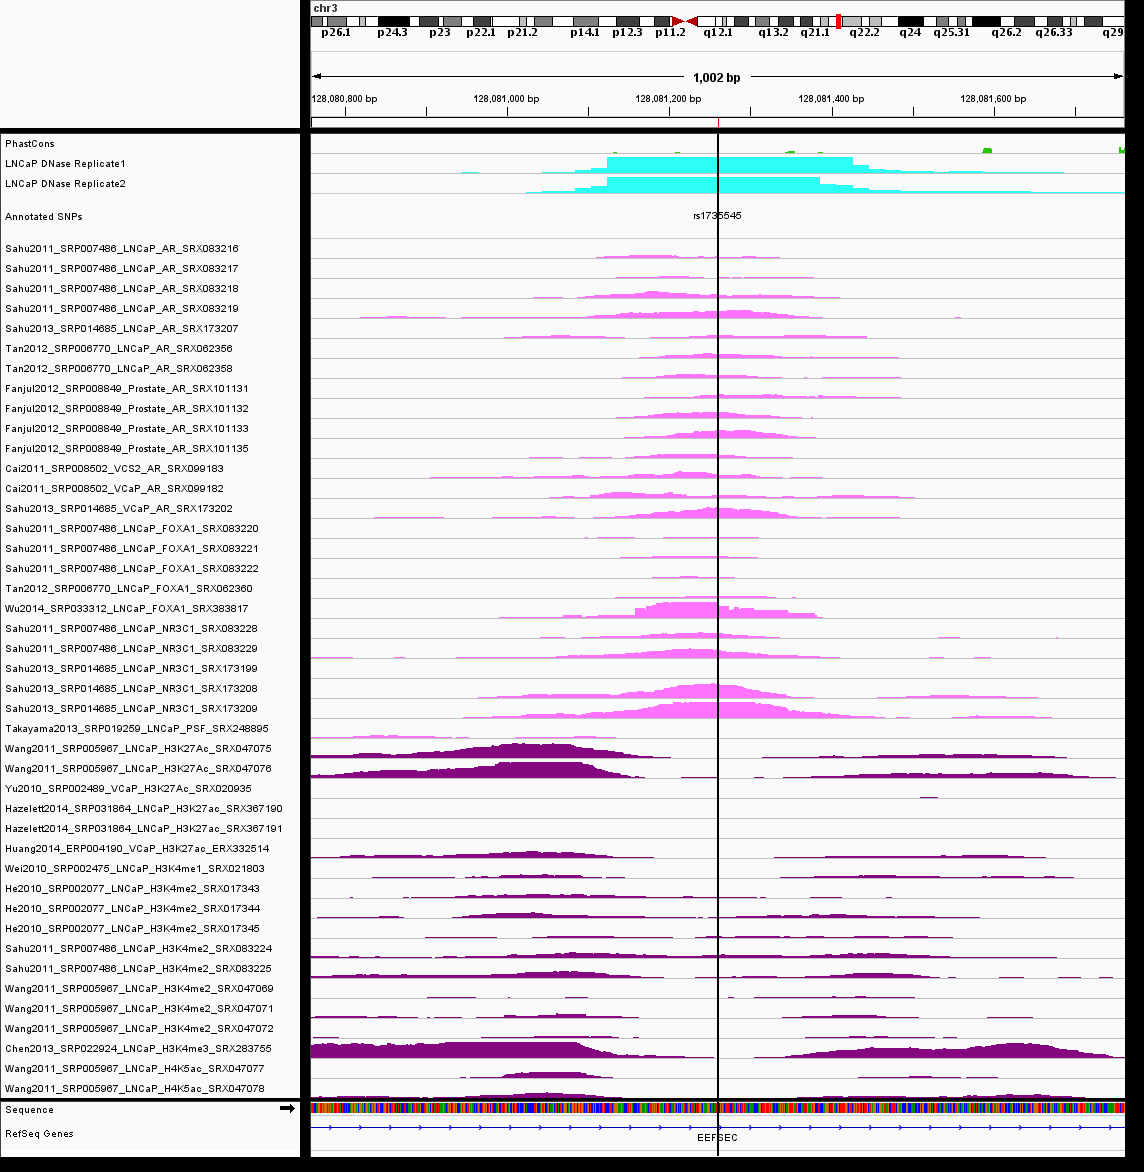 chr3
p26.1 p24.3 p23 p22.1 p21.2 p14.1 p12.3 p11.2 q12.1 q13.2 q21.1 q22.2 q24 q25.31 q26.2 q26.33 q29
1,002 bp
128,080,800 bp 128,081,000 bp 128,081,200 bp 128,081,400 bp 128,081,600 bp
PhastCons
LNCaP DNase Replicate1
LNCaP DNase Replicate2
Annotated SNPs
rs1735545
Sahu2011_SRP007486_LNCaP_AR_SRX083216
Sahu2011_SRP007486_LNCaP_AR_SRX083217
Sahu2011_SRP007486_LNCaP_AR_SRX083218
Sahu2011_SRP007486_LNCaP_AR_SRX083219
Sahu2013_SRP014685_LNCaP_AR_SRX173207
Tan2012_SRP006770_LNCaP_AR_SRX062356
Tan2012_SRP006770_LNCaP_AR_SRX062358
Fanjul2012_SRP008849_Prostate_AR_SRX101131
Fanjul2012_SRP008849_Prostate_AR_SRX101132
Fanjul2012_SRP008849_Prostate_AR_SRX101133
Fanjul2012_SRP008849_Prostate_AR_SRX101135
Cai2011_SRP008502_VCS2_AR_SRX099183
Cai2011_SRP008502_VCaP_AR_SRX099182
Sahu2013_SRP014685_VCaP_AR_SRX173202
Sahu2011_SRP007486_LNCaP_FOXA1_SRX083220
Sahu2011_SRP007486_LNCaP_FOXA1_SRX083221
Sahu2011_SRP007486_LNCaP_FOXA1_SRX083222
Tan2012_SRP006770_LNCaP_FOXA1_SRX062360
Wu2014_SRP033312_LNCaP_FOXA1_SRX383817
Sahu2011_SRP007486_LNCaP_NR3C1_SRX083228
Sahu2011_SRP007486_LNCaP_NR3C1_SRX083229
Sahu2013_SRP014685_LNCaP_NR3C1_SRX173199
Sahu2013_SRP014685_LNCaP_NR3C1_SRX173208
Sahu2013_SRP014685_LNCaP_NR3C1_SRX173209
Takayama2013_SRP019259_LNCaP_PSF_SRX248895
Wang2011_SRP005967_LNCaP_H3K27Ac_SRX047075
Wang2011_SRP005967_LNCaP_H3K27Ac_SRX047076
Yu2010_SRP002489_VCaP_H3K27Ac_SRX020935
Hazelett2014_SRP031864_LNCaP_H3K27ac_SRX367190
Hazelett2014_SRP031864_LNCaP_H3K27ac_SRX367191
Huang2014_ERP004190_VCaP_H3K27ac_ERX332514
Wei2010_SRP002475_LNCaP_H3K4me1_SRX021803
He2010_SRP002077_LNCaP_H3K4me2_SRX017343
He2010_SRP002077_LNCaP_H3K4me2_SRX017344
He2010_SRP002077_LNCaP_H3K4me2_SRX017345
Sahu2011_SRP007486_LNCaP_H3K4me2_SRX083224
Sahu2011_SRP007486_LNCaP_H3K4me2_SRX083225
Wang2011_SRP005967_LNCaP_H3K4me2_SRX047069
Wang2011_SRP005967_LNCaP_H3K4me2_SRX047071
Wang2011_SRP005967_LNCaP_H3K4me2_SRX047072
Chen2013_SRP022924_LNCaP_H3K4me3_SRX283755
Wang2011_SRP005967_LNCaP_H4K5ac_SRX047077
Wang2011_SRP005967_LNCaP_H4K5ac_SRX047078
Sequence
RefSeq Genes
EEFSEC